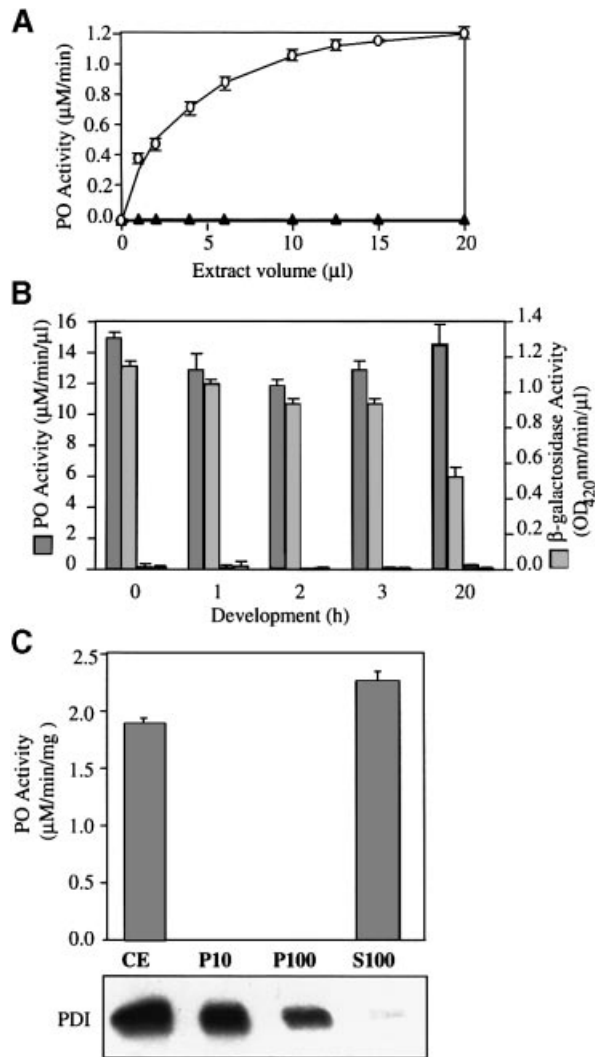 A
PO Activity (µM/min)
1.2
1.0
0.8
0.6
0.4
0.2
0.0
0 5 10 15 20
Extract volume (µl)
B
PO Activity (µM/min/µl)
16
14
12
10
8
6
4
2
0
1.4
1.2
1.0
0.8
0.6
0.4
0.2
0.0
β-galactosidase Activity
(OD420nm/min/µl)
0 1 2 3 20
Development (h)
C
PO Activity
(µM/min/mg )
2.5
2.0
1.5
1.0
0.5
0.0
CE P10 P100 S100
PDI